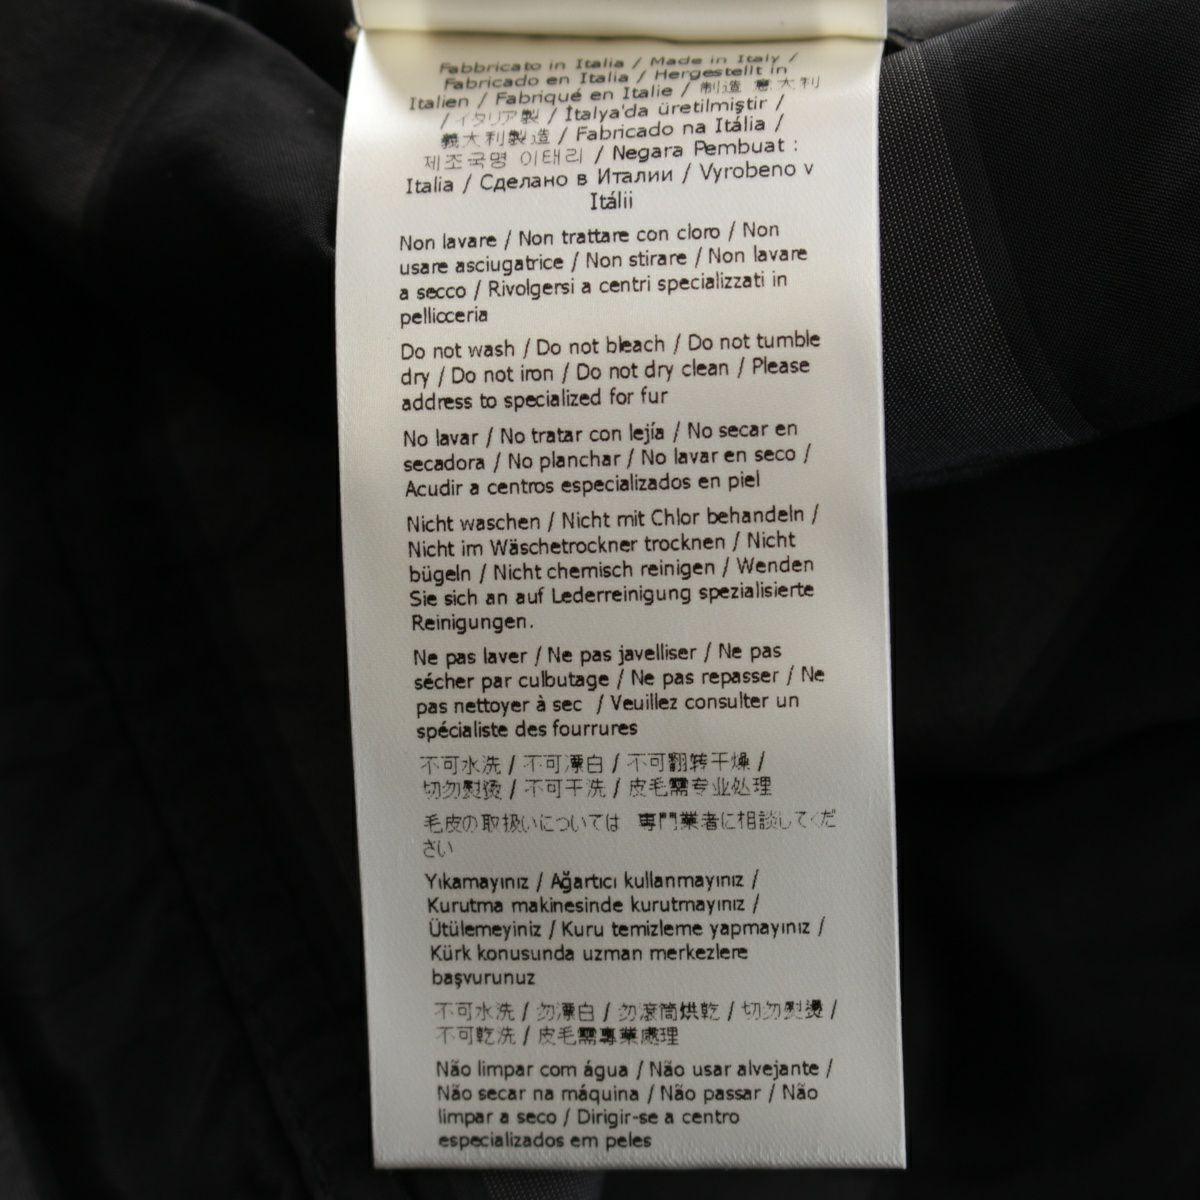 Fabbricato in Italia / Made in Italy /
Fabricado en Italia / Hergestellt in
Italien / Fabriqué en Italie / 制造 意大利
/ イタリア製 / İtalya'da üretilmiştir /
義大利製造 / Fabricado na Itália /
제조국명 이태리 / Negara Pembuat :
Italia / Сделано в Италии / Vyrobeno v
Itálii
Non lavare / Non trattare con cloro / Non
usare asciugatrice / Non stirare / Non lavare
a secco / Rivolgersi a centri specializzati in
pellicceria
Do not wash / Do not bleach / Do not tumble
dry / Do not iron / Do not dry clean / Please
address to specialized for fur
No lavar / No tratar con lejía / No secar en
secadora / No planchar / No lavar en seco /
Acudir a centros especializados en piel
Nicht waschen / Nicht mit Chlor behandeln /
Nicht im Wäschetrockner trocknen / Nicht
bügeln / Nicht chemisch reinigen / Wenden
Sie sich an auf Lederreinigung spezialisierte
Reinigungen.
Ne pas laver / Ne pas javelliser / Ne pas
sécher par culbutage / Ne pas repasser / Ne
pas nettoyer à sec / Veuillez consulter un
spécialiste des fourrures
不可水洗 / 不可漂白 / 不可翻转干燥 /
切勿熨烫 / 不可干洗 / 皮毛需专业处理
毛皮の取扱いについては 専門業者に相談してくだ
さい
Yıkamayınız / Ağartıcı kullanmayınız /
Kurutma makinesinde kurutmayınız /
Ütülemeyiniz / Kuru temizleme yapmayınız /
Kürk konusunda uzman merkezlere
başvurunuz
不可水洗 / 勿漂白 / 勿滾筒烘乾 / 切勿熨燙 /
不可乾洗 / 皮毛需專業處理
Não limpar com água / Não usar alvejante /
Não secar na máquina / Não passar / Não
limpar a seco / Dirigir-se a centro
especializados em peles